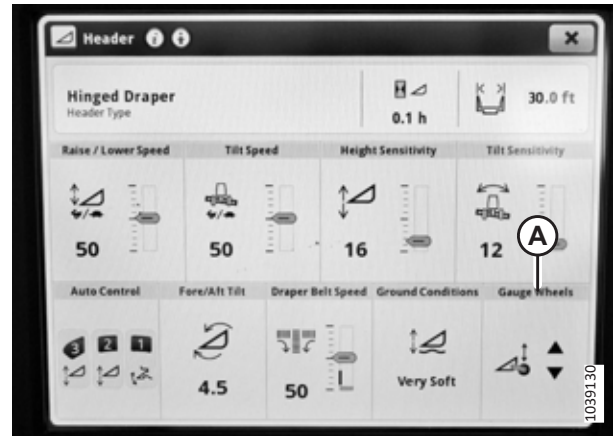 Header
Hinged Draper
Header Type
0.1 h
30.0 ft
Raise / Lower Speed
Tilt Speed
Height Sensitivity
Tilt Sensitivity
50
50
16
12
A
Auto Control
Fore/Aft Tilt
Draper Belt Speed
Ground Conditions
Gauge Wheels
3 2 1
4.5
50
Very Soft
1039130